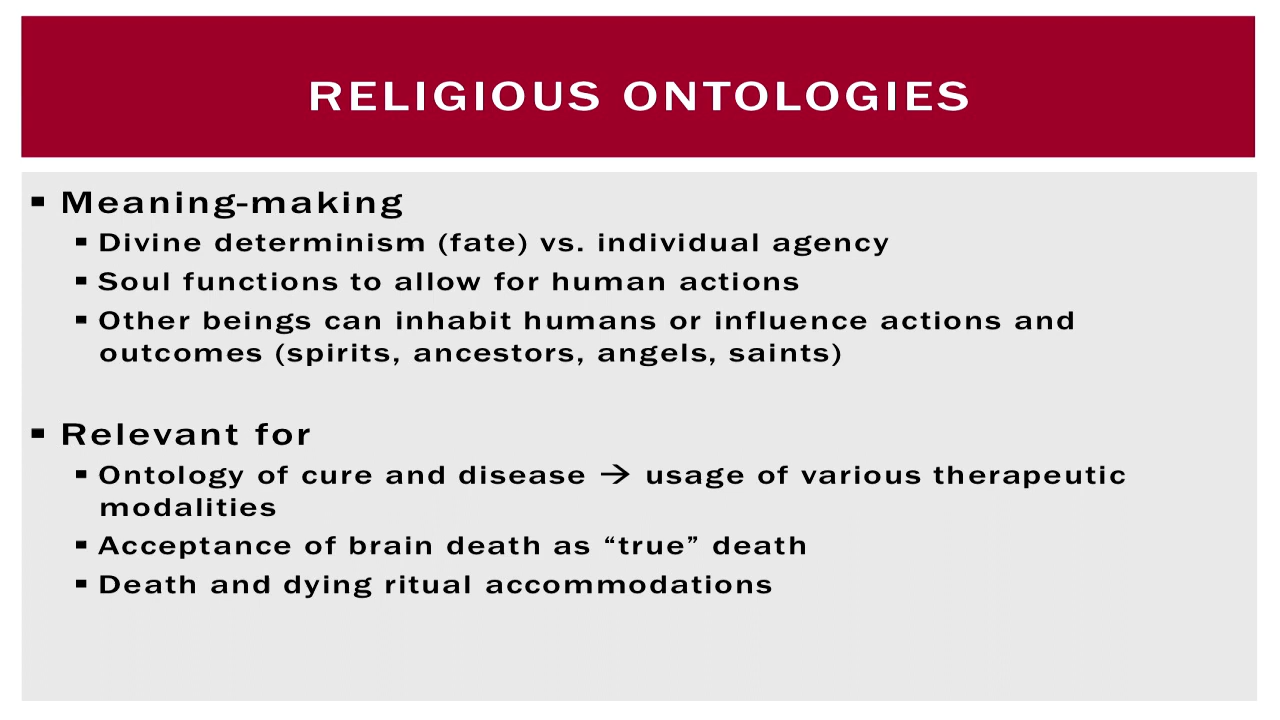 RELIGIOUS ONTOLOGIES
▪ Meaning-making
▪ Divine determinism (fate) vs. individual agency
▪ Soul functions to allow for human actions
▪ Other beings can inhabit humans or influence actions and
outcomes (spirits, ancestors, angels, saints)
▪ Relevant for
▪ Ontology of cure and disease → usage of various therapeutic
modalities
▪ Acceptance of brain death as “true” death
▪ Death and dying ritual accommodations